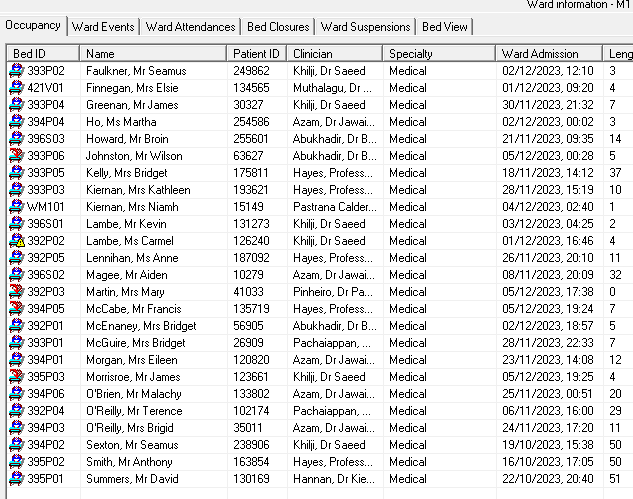 Ward information - M1
Occupancy Ward Events Ward Attendances Bed Closures Ward Suspensions Bed View
Bed ID Name Patient ID Clinician Specialty Ward Admission Leng
393P02 Faulkner, Mr Seamus 249862 Khilji, Dr Saeed Medical 02/12/2023, 12:10 3
421V01 Finnegan, Mrs Elsie 134565 Muthalagu, Dr ... Medical 01/12/2023, 09:20 4
393P04 Greenan, Mr James 30327 Khilji, Dr Saeed Medical 30/11/2023, 21:32 7
394P04 Ho, Ms Martha 254586 Azam, Dr Jawai... Medical 02/12/2023, 00:02 3
396S03 Howard, Mr Broin 255601 Abukhadir, Dr B... Medical 21/11/2023, 09:35 14
393P06 Johnston, Mr Wilson 63627 Abukhadir, Dr B... Medical 05/12/2023, 00:28 5
393P05 Kelly, Mrs Bridget 175811 Hayes, Profess... Medical 18/11/2023, 14:12 37
393P03 Kiernan, Mrs Kathleen 193621 Hayes, Profess... Medical 28/11/2023, 15:19 10
WM101 Kiernan, Mrs Niamh 15149 Pastrana Calder... Medical 04/12/2023, 02:40 1
396S01 Lambe, Mr Kevin 131273 Khilji, Dr Saeed Medical 03/12/2023, 04:25 2
392P02 Lambe, Ms Carmel 126240 Khilji, Dr Saeed Medical 01/12/2023, 16:46 4
392P05 Lennihan, Ms Anne 187092 Hayes, Profess... Medical 26/11/2023, 20:10 11
396S02 Magee, Mr Aiden 10279 Azam, Dr Jawai... Medical 08/11/2023, 20:09 32
392P03 Martin, Mrs Mary 41033 Pinheiro, Dr Pa... Medical 05/12/2023, 17:38 0
394P05 McCabe, Mr Francis 135719 Hayes, Profess... Medical 05/12/2023, 19:24 7
392P01 McEnaney, Mrs Bridget 56905 Abukhadir, Dr B... Medical 02/12/2023, 18:57 5
393P01 McGuire, Mrs Bridget 26909 Pachaiappan, ... Medical 28/11/2023, 22:33 7
394P01 Morgan, Mrs Eileen 120820 Azam, Dr Jawai... Medical 23/11/2023, 14:08 12
395P03 Morrisroe, Mr James 123661 Khilji, Dr Saeed Medical 05/12/2023, 19:25 4
394P06 O'Brien, Mr Malachy 133802 Azam, Dr Jawai... Medical 25/11/2023, 00:51 20
392P04 O'Reilly, Mr Terence 102174 Pachaiappan, ... Medical 06/11/2023, 16:00 29
394P03 O'Reilly, Mrs Brigid 35011 Azam, Dr Jawai... Medical 24/11/2023, 17:20 11
394P02 Sexton, Mr Seamus 238906 Khilji, Dr Saeed Medical 19/10/2023, 15:38 50
395P02 Smith, Mr Anthony 163854 Hayes, Profess... Medical 16/10/2023, 17:05 50
395P01 Summers, Mr David 130169 Hannan, Dr Kie... Medical 22/10/2023, 20:40 51